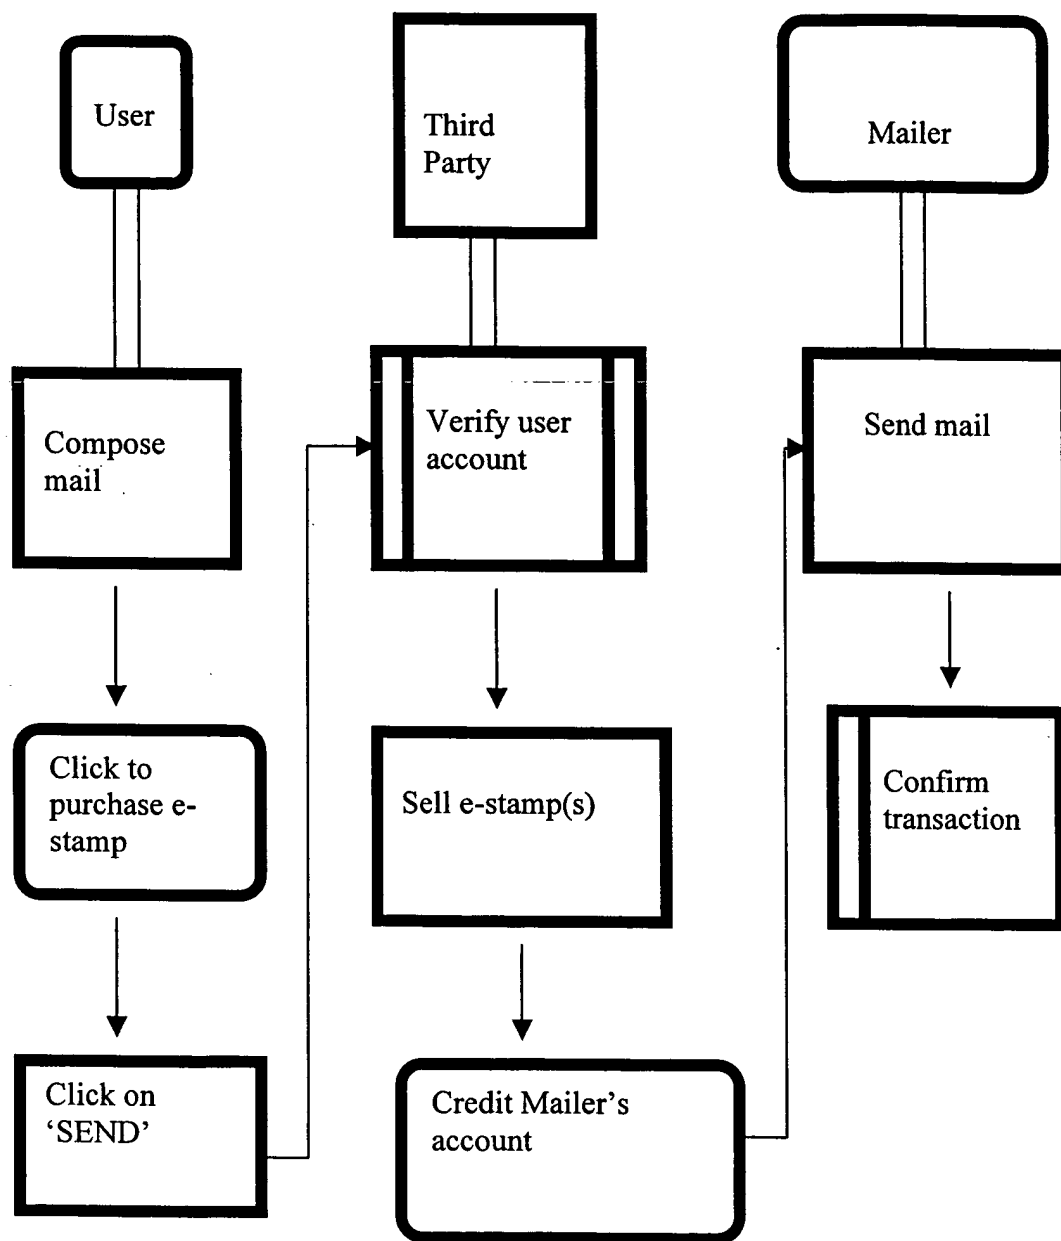 User
Third
Party
Mailer
Compose
mail
Verify user
account
Send mail
Click to
purchase e-
stamp
Sell e-stamp(s)
Confirm
transaction
Click on
‘SEND’
Credit Mailer’s
account